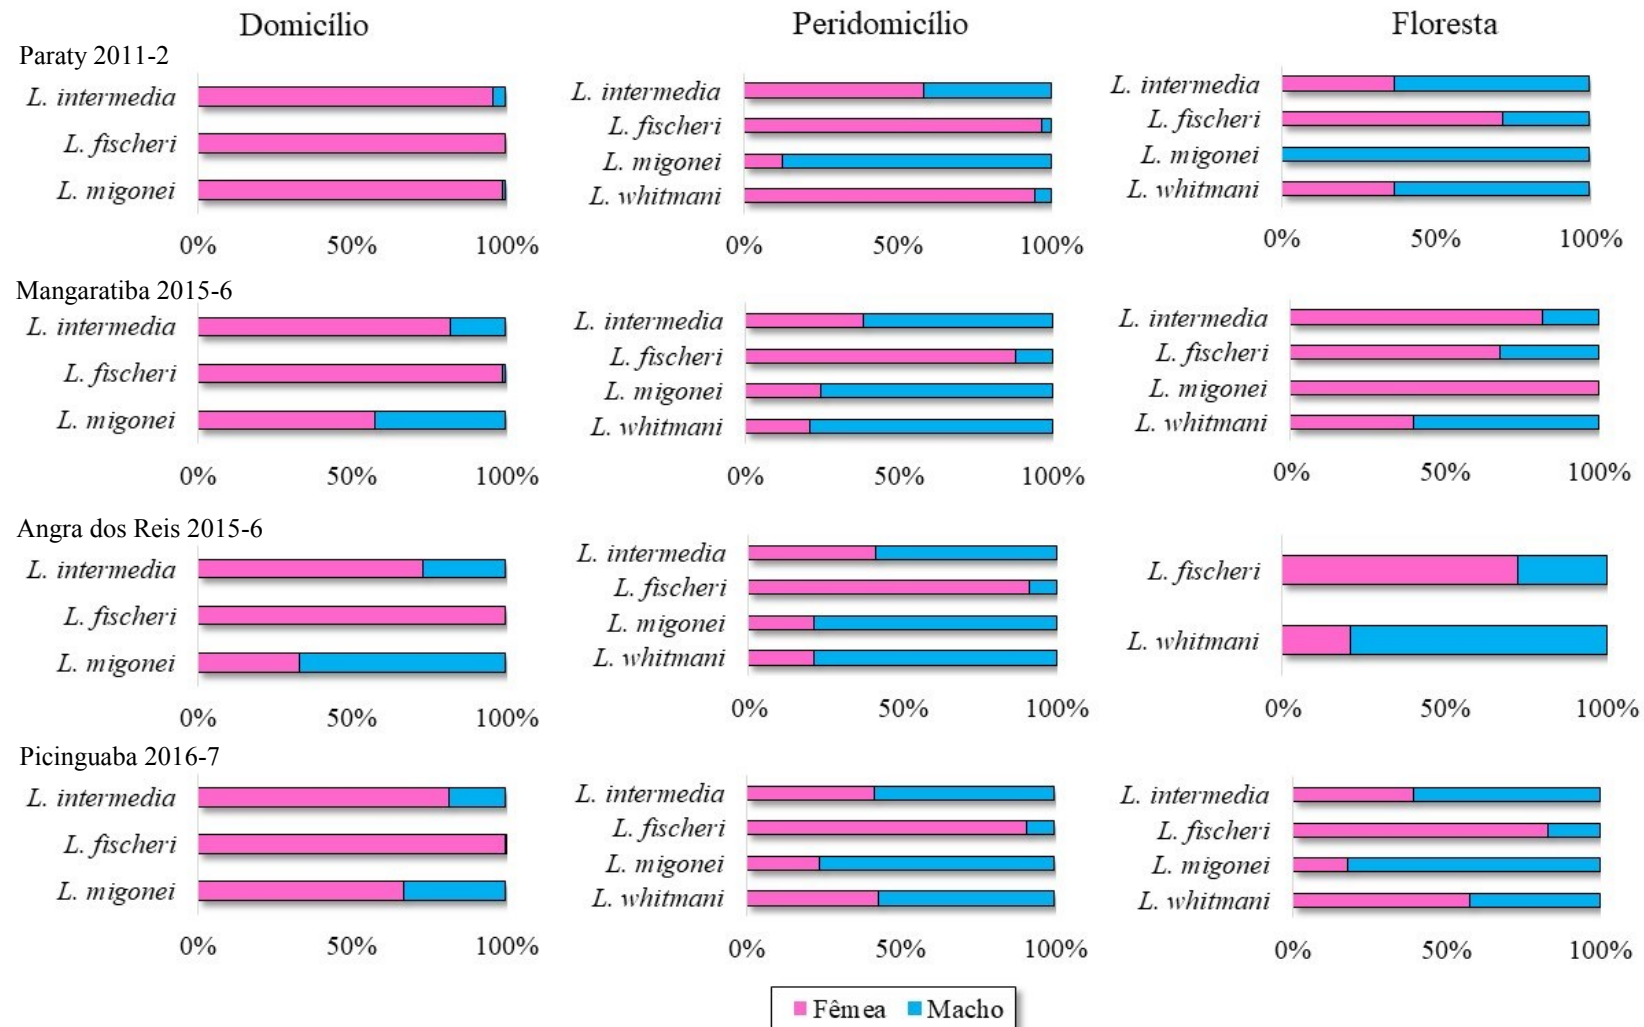 Domicílio
Peridomicílio
Floresta
Paraty 2011-2
L. intermedia
L. fischeri
L. migonei
0% 50% 100%
L. intermedia
L. fischeri
L. migonei
L. whitmani
0% 50% 100%
L. intermedia
L. fischeri
L. migonei
L. whitmani
0% 50% 100%
Mangaratiba 2015-6
L. intermedia
L. fischeri
L. migonei
0% 50% 100%
L. intermedia
L. fischeri
L. migonei
L. whitmani
0% 50% 100%
L. intermedia
L. fischeri
L. migonei
L. whitmani
0% 50% 100%
Angra dos Reis 2015-6
L. intermedia
L. fischeri
L. migonei
0% 50% 100%
L. intermedia
L. fischeri
L. migonei
L. whitmani
0% 50% 100%
L. fischeri
L. whitmani
0% 50% 100%
Picinguaba 2016-7
L. intermedia
L. fischeri
L. migonei
0% 50% 100%
L. intermedia
L. fischeri
L. migonei
L. whitmani
0% 50% 100%
L. intermedia
L. fischeri
L. migonei
L. whitmani
0% 50% 100%
Fêmea Macho